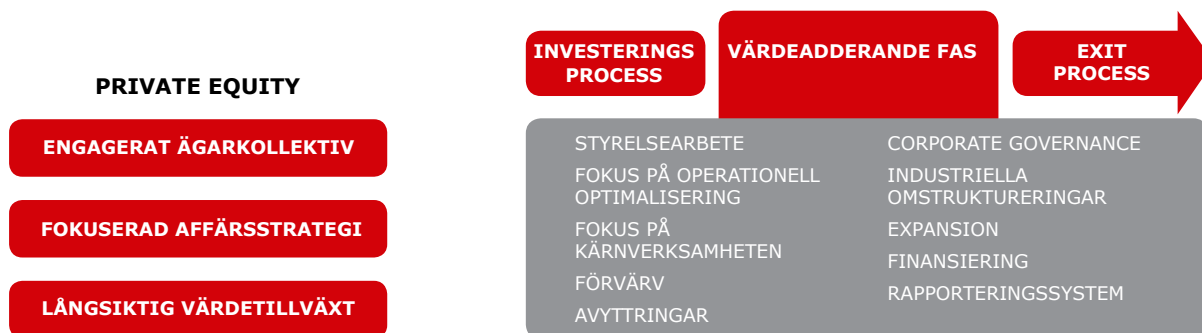 PRIVATE EQUITY
ENGAGERAT ÄGARKOLLEKTIV
FOKUSERAD AFFÄRSSTRATEGI
LÅNGSIKTIG VÄRDETILLVÄXT
INVESTERINGS
PROCESS
VÄRDEADDERANDE FAS
EXIT
PROCESS
STYRELSEARBETE
FOKUS PÅ OPERATIONELL
OPTIMALISERING
FOKUS PÅ
KÄRNVERKSAMHETEN
FÖRVÄRV
AVYTTRINGAR
CORPORATE GOVERNANCE
INDUSTRIELLA
OMSTRUKTURERINGAR
EXPANSION
FINANSIERING
RAPPORTERINGSSYSTEM